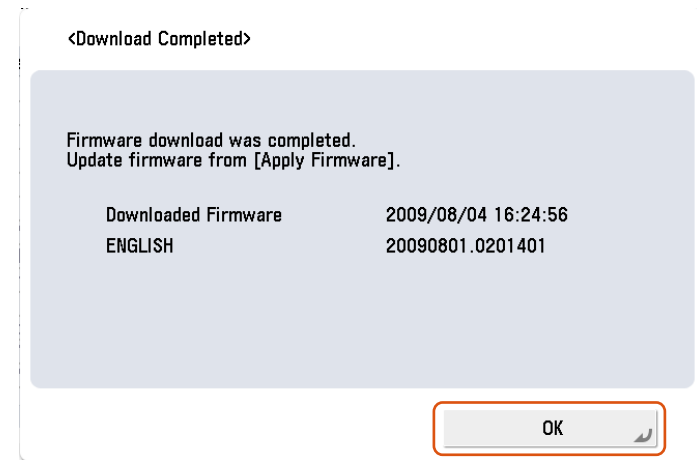 <Download Completed>
Firmware download was complete.
Update firmware from [Apply Firmware].
Downloaded Firmware 2009/08/04 16:24:56
ENGLISH 20090801.0201401
OK